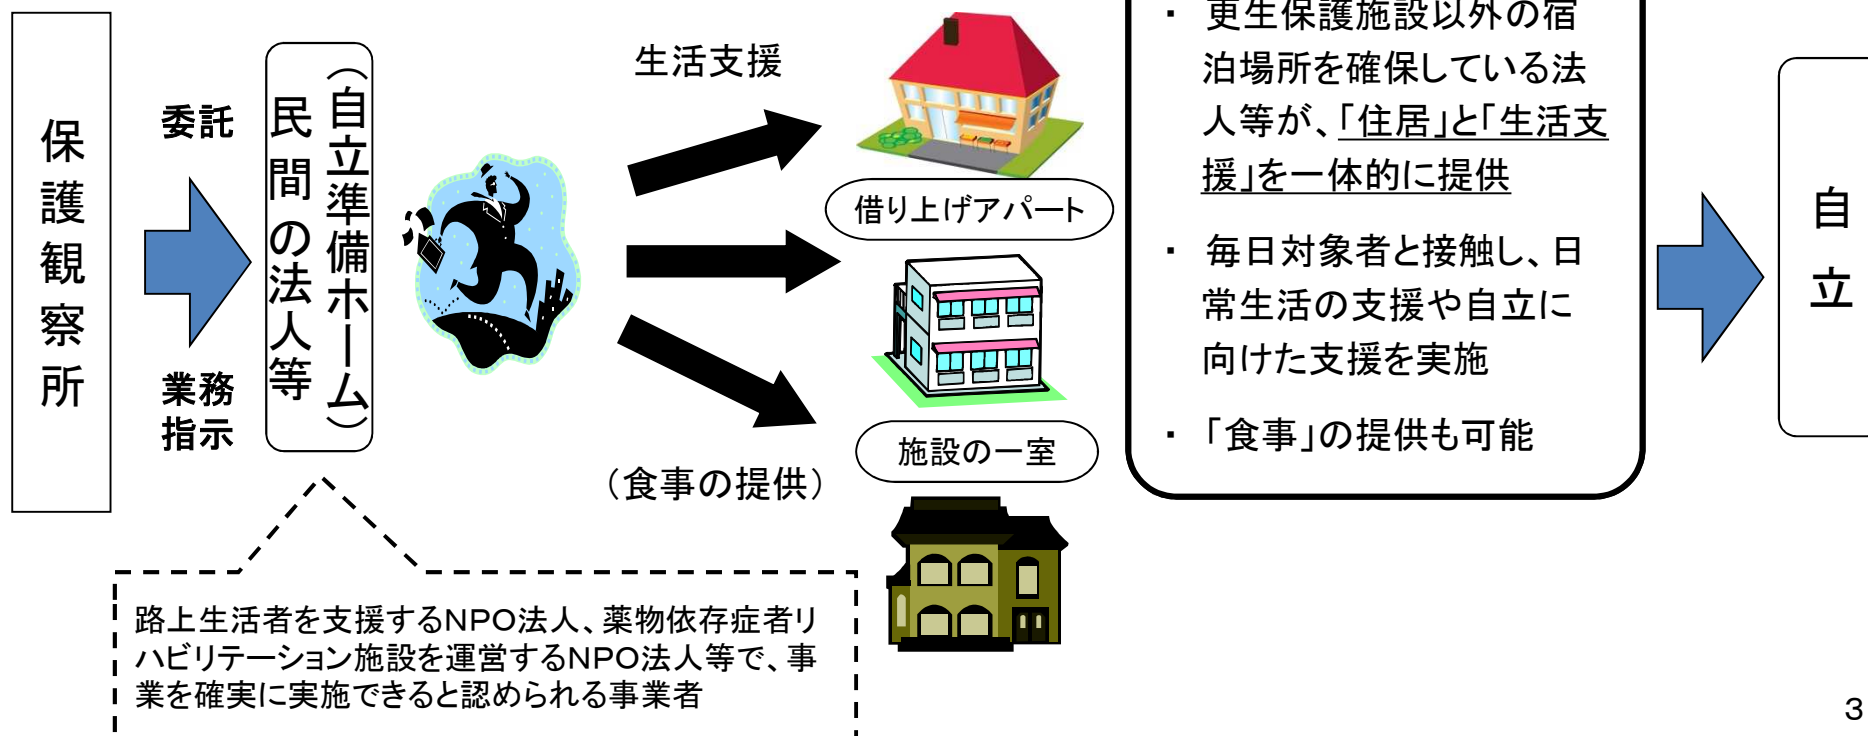 保護観察所
委託
業務
指示
民間の法人等
（自立準備ホーム）
生活支援
（食事の提供）
借り上げアパート
施設の一室
・ 更生保護施設以外の宿
泊場所を確保している法
人等が、「住居」と「生活支
援」を一体的に提供
・ 毎日対象者と接触し、日
常生活の支援や自立に
向けた支援を実施
・ 「食事」の提供も可能
自立
路上生活者を支援するNPO法人、薬物依存症者リ
ハビリテーション施設を運営するNPO法人等で、事
業を確実に実施できると認められる事業者
3